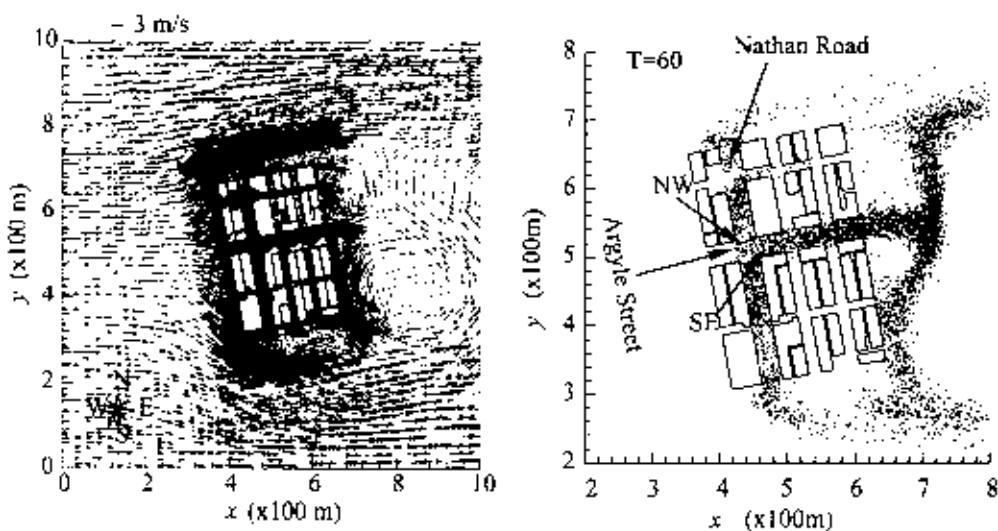 – 3 m/s
10
8
6
4
2
0
y (x100 m)
W
0 2 4 6 8 10
x (x100 m)
T=60
Nathan Road
NW
SE
Argyle Street
8
7
6
5
4
3
2
y (x100m)
2 3 4 5 6 7 8
x (x100m)